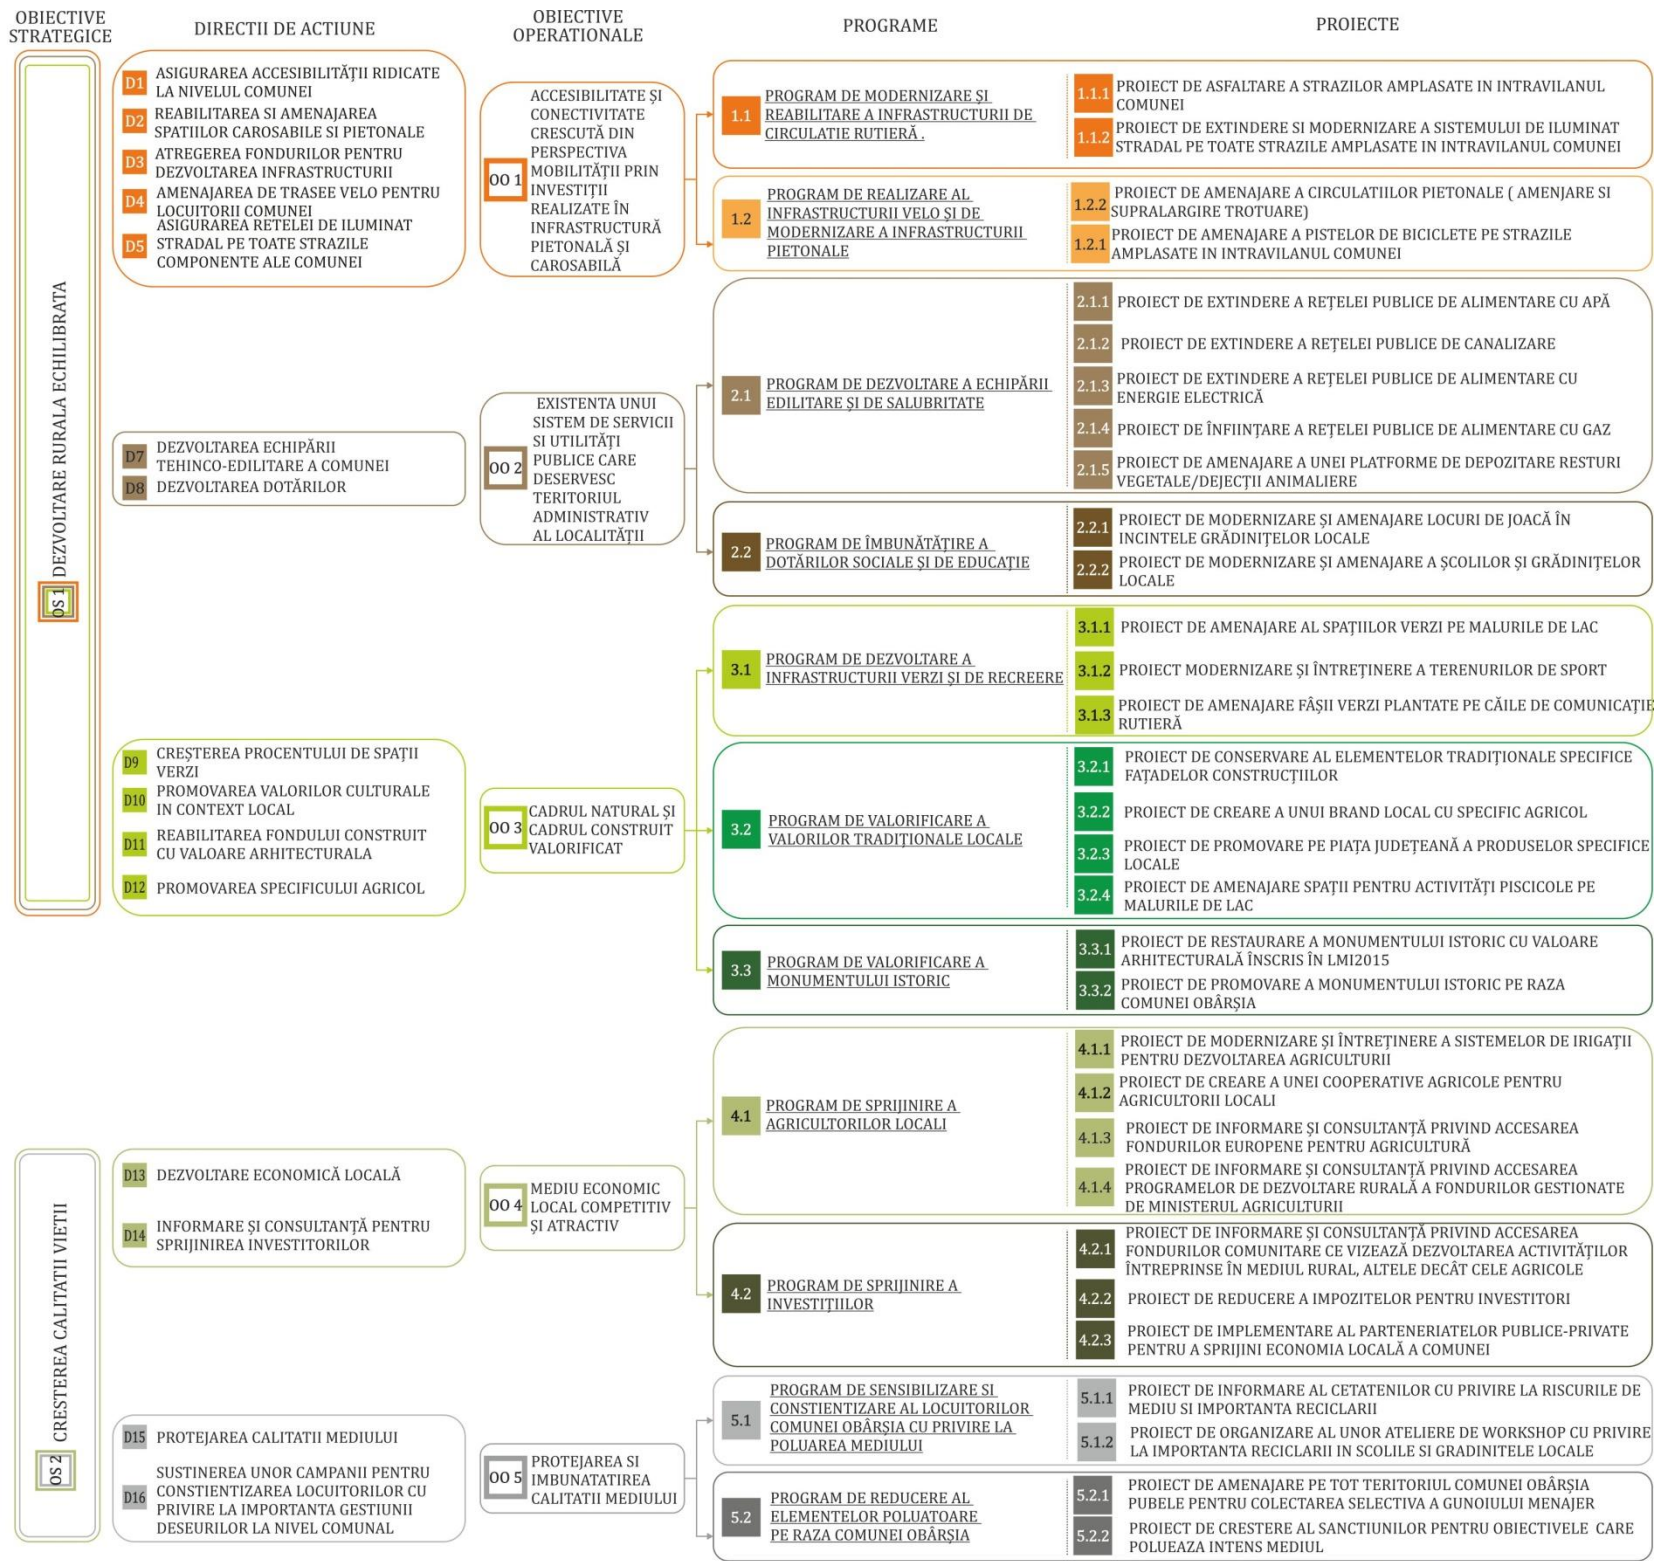 OBIECTIVE
STRATEGICE
DIRECTII DE ACTIUNE
OBIECTIVE
OPERATIONALE
PROGRAME
PROIECTE
OS 1 DEZVOLTARE RURALA ECHILIBRATA
D1 ASIGURAREA ACCESIBILITĂȚII RIDICATE
LA NIVELUL COMUNEI
D2 REABILITAREA SI AMENAJAREA
SPATIILOR CAROSABILE SI PIETONALE
D3 ATREGEREA FONDURILOR PENTRU
DEZVOLTAREA INFRASTRUCTURII
D4 AMENAJAREA DE TRASEE VELO PENTRU
LOCUITORII COMUNEI
D5 ASIGURAREA RETELEI DE ILUMINAT
STRADAL PE TOATE STRAZILE
COMPONENTE ALE COMUNEI
OO 1
ACCESIBILITATE ȘI
CONECTIVITATE
CRESCUTĂ DIN
PERSPECTIVA
MOBILITĂȚII PRIN
INVESTIȚII
REALIZATE ÎN
INFRASTRUCTURĂ
PIETONALĂ ȘI
CAROSABILĂ
1.1 PROGRAM DE MODERNIZARE ȘI
REABILITARE A INFRASTRUCTURII DE
CIRCULATIE RUTIERĂ .
1.1.1 PROIECT DE ASFALTARE A STRAZILOR AMPLASATE IN INTRAVILANUL
COMUNEI
1.1.2 PROIECT DE EXTINDERE SI MODERNIZARE A SISTEMULUI DE ILUMINAT
STRADAL PE TOATE STRAZILE AMPLASATE IN INTRAVILANUL COMUNEI
1.2 PROGRAM DE REALIZARE AL
INFRASTRUCTURII VELO ȘI DE
MODERNIZARE A INFRASTRUCTURII
PIETONALE
1.2.2 PROIECT DE AMENAJARE A CIRCULATIILOR PIETONALE ( AMENJARE SI
SUPRALARGIRE TROTUARE)
1.2.1 PROIECT DE AMENAJARE A PISTELOR DE BICICLETE PE STRAZILE
AMPLASATE IN INTRAVILANUL COMUNEI
D7 DEZVOLTAREA ECHIPĂRII
TEHINCO-EDILITARE A COMUNEI
D8 DEZVOLTAREA DOTĂRILOR
OO 2
EXISTENTA UNUI
SISTEM DE SERVICII
SI UTILITĂȚI
PUBLICE CARE
DESERVESC
TERITORIUL
ADMINISTRATIV
AL LOCALITĂȚII
2.1 PROGRAM DE DEZVOLTARE A ECHIPĂRII
EDILITARE ȘI DE SALUBRITATE
2.1.1 PROIECT DE EXTINDERE A REȚELEI PUBLICE DE ALIMENTARE CU APĂ
2.1.2 PROIECT DE EXTINDERE A REȚELEI PUBLICE DE CANALIZARE
2.1.3 PROIECT DE EXTINDERE A REȚELEI PUBLICE DE ALIMENTARE CU
ENERGIE ELECTRICĂ
2.1.4 PROIECT DE ÎNFIINȚARE A REȚELEI PUBLICE DE ALIMENTARE CU GAZ
2.1.5 PROIECT DE AMENAJARE A UNEI PLATFORME DE DEPOZITARE RESTURI
VEGETALE/DEJECȚII ANIMALIERE
2.2 PROGRAM DE ÎMBUNĂTĂȚIRE A
DOTĂRILOR SOCIALE ȘI DE EDUCAȚIE
2.2.1 PROIECT DE MODERNIZARE ȘI AMENAJARE LOCURI DE JOACĂ ÎN
INCINTELE GRĂDINIȚELOR LOCALE
2.2.2 PROIECT DE MODERNIZARE ȘI AMENAJARE A ȘCOLILOR ȘI GRĂDINIȚELOR
LOCALE
D9 CREȘTEREA PROCENTULUI DE SPAȚII
VERZI
D10 PROMOVAREA VALORILOR CULTURALE
IN CONTEXT LOCAL
D11 REABILITAREA FONDULUI CONSTRUIT
CU VALOARE ARHITECTURALA
D12 PROMOVAREA SPECIFICULUI AGRICOL
OO 3
CADRUL NATURAL ȘI
CADRUL CONSTRUIT
VALORIFICAT
3.1 PROGRAM DE DEZVOLTARE A
INFRASTRUCTURII VERZI ȘI DE RECREERE
3.1.1 PROIECT DE AMENAJARE AL SPAȚIILOR VERZI PE MALURILE DE LAC
3.1.2 PROIECT MODERNIZARE ȘI ÎNTREȚINERE A TERENURILOR DE SPORT
3.1.3 PROIECT DE AMENAJARE FÂȘII VERZI PLANTATE PE CĂILE DE COMUNICAȚIE
RUTIERĂ
3.2 PROGRAM DE VALORIFICARE A
VALORILOR TRADIȚIONALE LOCALE
3.2.1 PROIECT DE CONSERVARE AL ELEMENTELOR TRADIȚIONALE SPECIFICE
FAȚADELOR CONSTRUCȚIILOR
3.2.2 PROIECT DE CREARE A UNUI BRAND LOCAL CU SPECIFIC AGRICOL
3.2.3 PROIECT DE PROMOVARE PE PIAȚA JUDEȚEANĂ A PRODUSELOR SPECIFICE
LOCALE
3.2.4 PROIECT DE AMENAJARE SPAȚII PENTRU ACTIVITĂȚI PISCICOLE PE
MALURILE DE LAC
3.3 PROGRAM DE VALORIFICARE A
MONUMENTULUI ISTORIC
3.3.1 PROIECT DE RESTAURARE A MONUMENTULUI ISTORIC CU VALOARE
ARHITECTURALĂ ÎNSCRIS ÎN LMI2015
3.3.2 PROIECT DE PROMOVARE A MONUMENTULUI ISTORIC PE RAZA
COMUNEI OBÂRȘIA
OS 2 CRESTEREA CALITATII VIETII
D13 DEZVOLTARE ECONOMICĂ LOCALĂ
D14 INFORMARE ȘI CONSULTANȚĂ PENTRU
SPRIJINIREA INVESTITORILOR
OO 4
MEDIU ECONOMIC
LOCAL COMPETITIV
ȘI ATRACTIV
4.1 PROGRAM DE SPRIJINIRE A
AGRICULTORILOR LOCALI
4.1.1 PROIECT DE MODERNIZARE ȘI ÎNTREȚINERE A SISTEMELOR DE IRIGAȚII
PENTRU DEZVOLTAREA AGRICULTURII
4.1.2 PROIECT DE CREARE A UNEI COOPERATIVE AGRICOLE PENTRU
AGRICULTORII LOCALI
4.1.3 PROIECT DE INFORMARE ȘI CONSULTANȚĂ PRIVIND ACCESAREA
FONDURILOR EUROPENE PENTRU AGRICULTURĂ
4.1.4 PROIECT DE INFORMARE ȘI CONSULTANȚĂ PRIVIND ACCESAREA
PROGRAMELOR DE DEZVOLTARE RURALĂ A FONDURILOR GESTIONATE
DE MINISTERUL AGRICULTURII
4.2 PROGRAM DE SPRIJINIRE A
INVESTIȚIILOR
4.2.1 PROIECT DE INFORMARE ȘI CONSULTANȚĂ PRIVIND ACCESAREA
FONDURILOR COMUNITARE CE VIZEAZĂ DEZVOLTAREA ACTIVITĂȚILOR
ÎNTREPRINSE ÎN MEDIUL RURAL, ALTELE DECÂT CELE AGRICOLE
4.2.2 PROIECT DE REDUCERE A IMPOZITELOR PENTRU INVESTITORI
4.2.3 PROIECT DE IMPLEMENTARE AL PARTENERIATELOR PUBLICE-PRIVATE
PENTRU A SPRIJINI ECONOMIA LOCALĂ A COMUNEI
D15 PROTEJAREA CALITATII MEDIULUI
D16 SUSTINEREA UNOR CAMPANII PENTRU
CONSTIENTIZAREA LOCUITORILOR CU
PRIVIRE LA IMPORTANTA GESTIUNII
DESEURILOR LA NIVEL COMUNAL
OO 5
PROTEJAREA SI
IMBUNATATIREA
CALITATII MEDIULUI
5.1 PROGRAM DE SENSIBILIZARE SI
CONSTIENTIZARE AL LOCUITORILOR
COMUNEI OBÂRȘIA CU PRIVIRE LA
POLUAREA MEDIULUI
5.1.1 PROIECT DE INFORMARE AL CETATENILOR CU PRIVIRE LA RISCURILE DE
MEDIU SI IMPORTANTA RECICLARII
5.1.2 PROIECT DE ORGANIZARE AL UNOR ATELIERE DE WORKSHOP CU PRIVIRE
LA IMPORTANTA RECICLARII IN SCOLILE SI GRADINITELE LOCALE
5.2 PROGRAM DE REDUCERE AL
ELEMENTELOR POLUATOARE
PE RAZA COMUNEI OBÂRȘIA
5.2.1 PROIECT DE AMENAJARE PE TOT TERITORIUL COMUNEI OBÂRȘIA
PUBELE PENTRU COLECTAREA SELECTIVA A GUNOIULUI MENAJER
5.2.2 PROIECT DE CRESTERE AL SANCTIUNILOR PENTRU OBIECTIVELE CARE
POLUEAZA INTENS MEDIUL